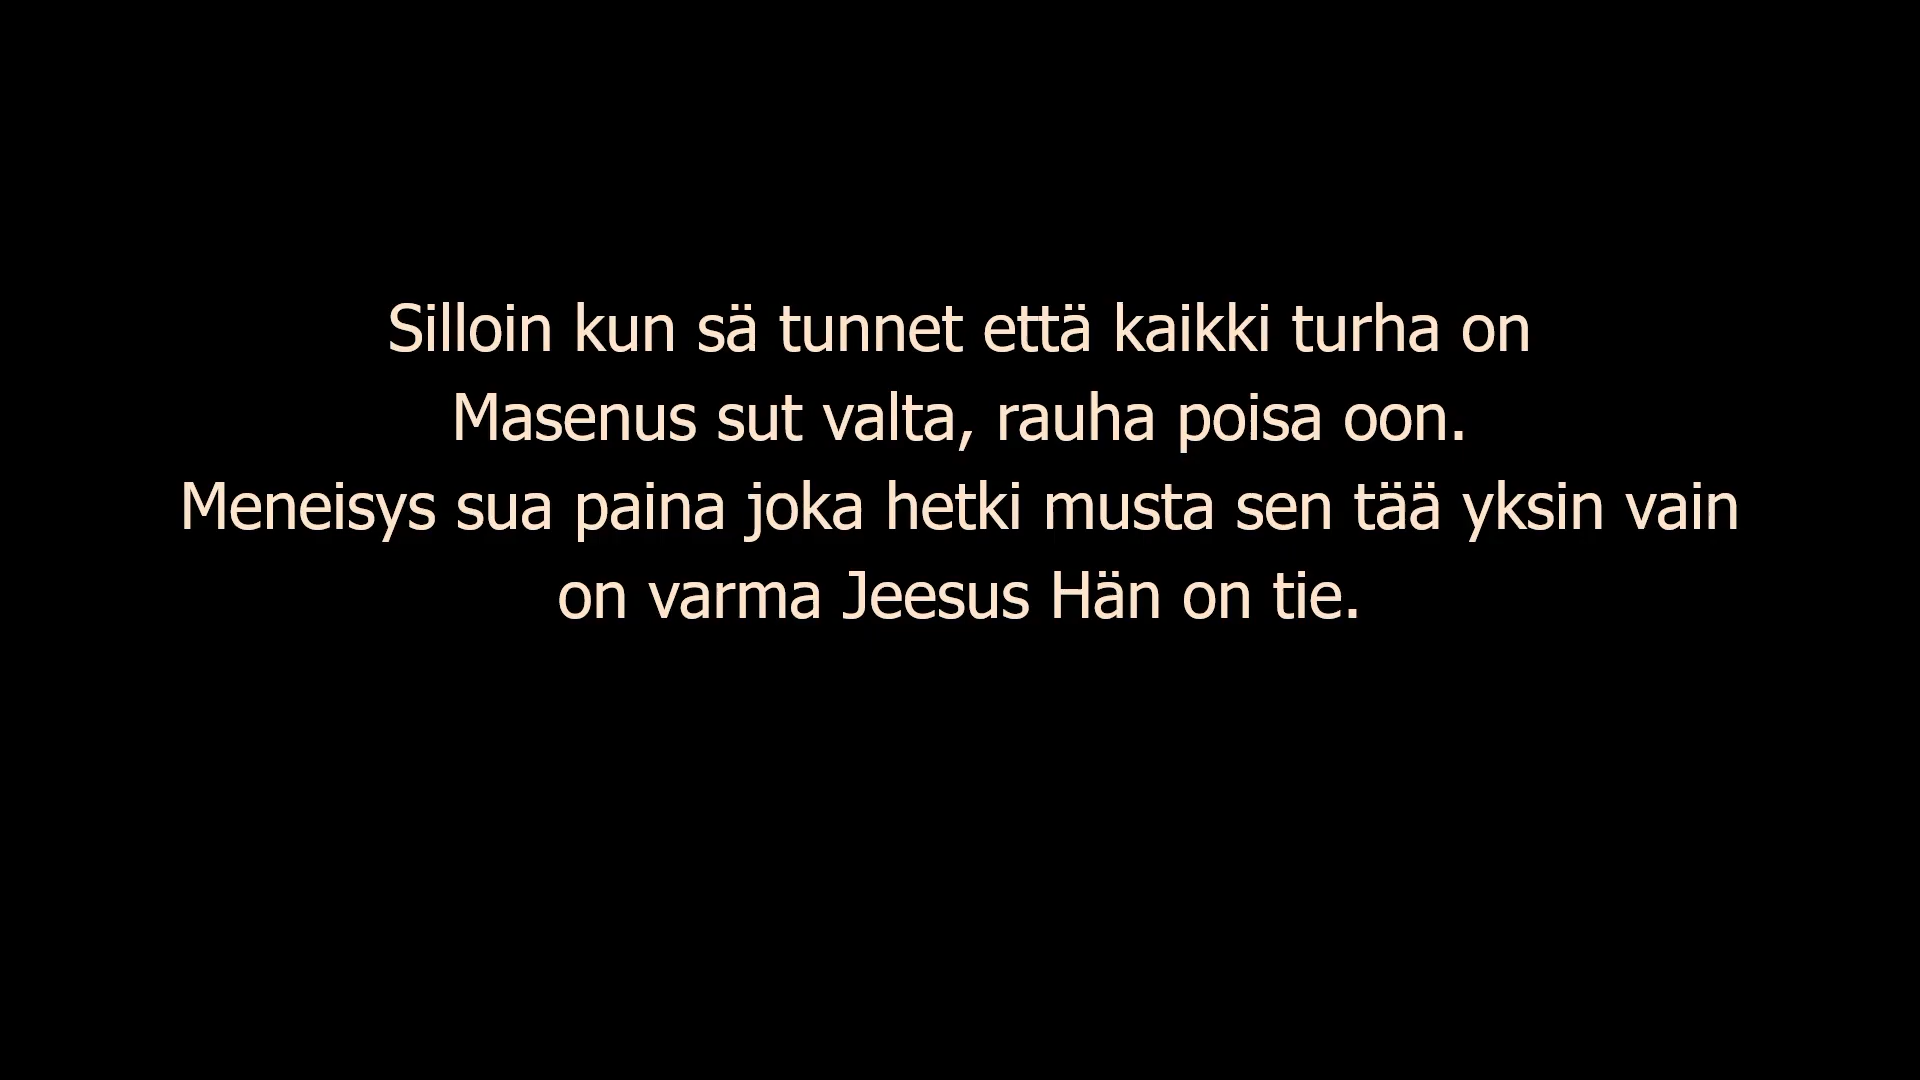 Silloin kun sä tunnet että kaikki turha on
Masenus sut valta, rauha poisa oon.
Meneisys sua paina joka hetki musta sen tää yksin vain
on varma Jeesus Hän on tie.